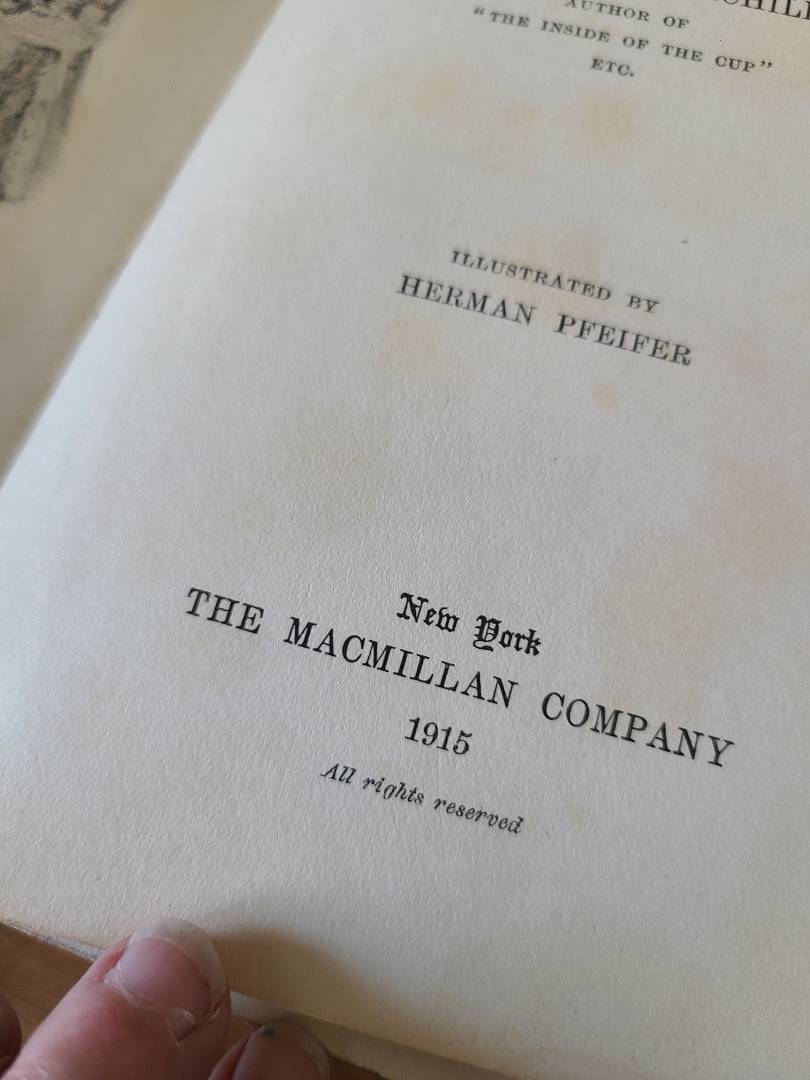 AUTHOR OF
"THE INSIDE OF THE CUP"
ETC.
ILLUSTRATED BY
HERMAN PFEIFER
New York
THE MACMILLAN COMPANY
1915
All rights reserved